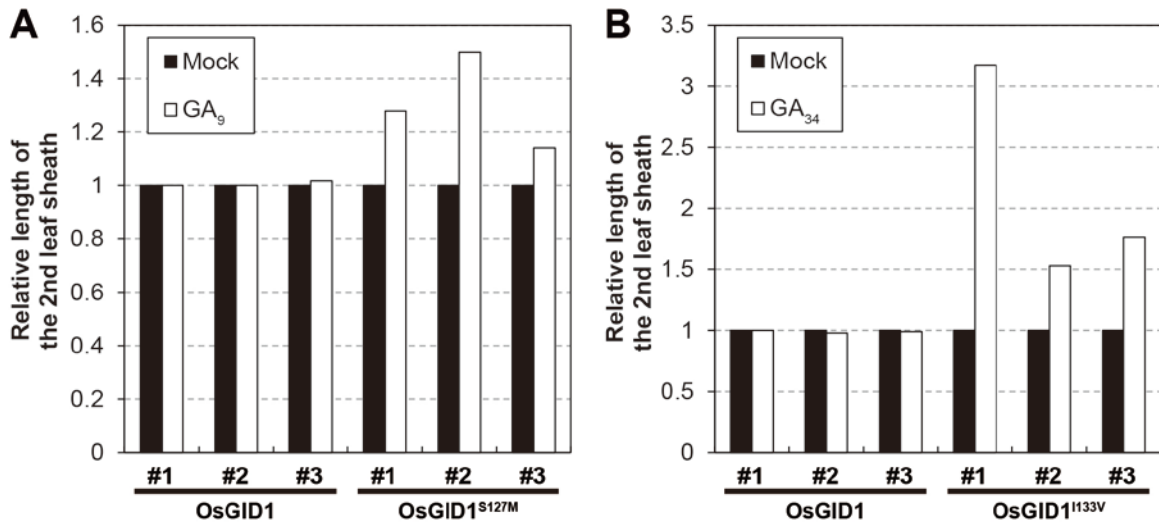 A
Relative length of
the 2nd leaf sheath
1.6
1.4
1.2
1
0.8
0.6
0.4
0.2
0
Mock
GA₉
#1 #2 #3 #1 #2 #3
OsGID1 OsGID1ˢ¹²⁷ᴹ
B
Relative length of
the 2nd leaf sheath
3.5
3
2.5
2
1.5
1
0.5
0
Mock
GA₃₄
#1 #2 #3 #1 #2 #3
OsGID1 OsGID1ᴵ¹³³ⱽ